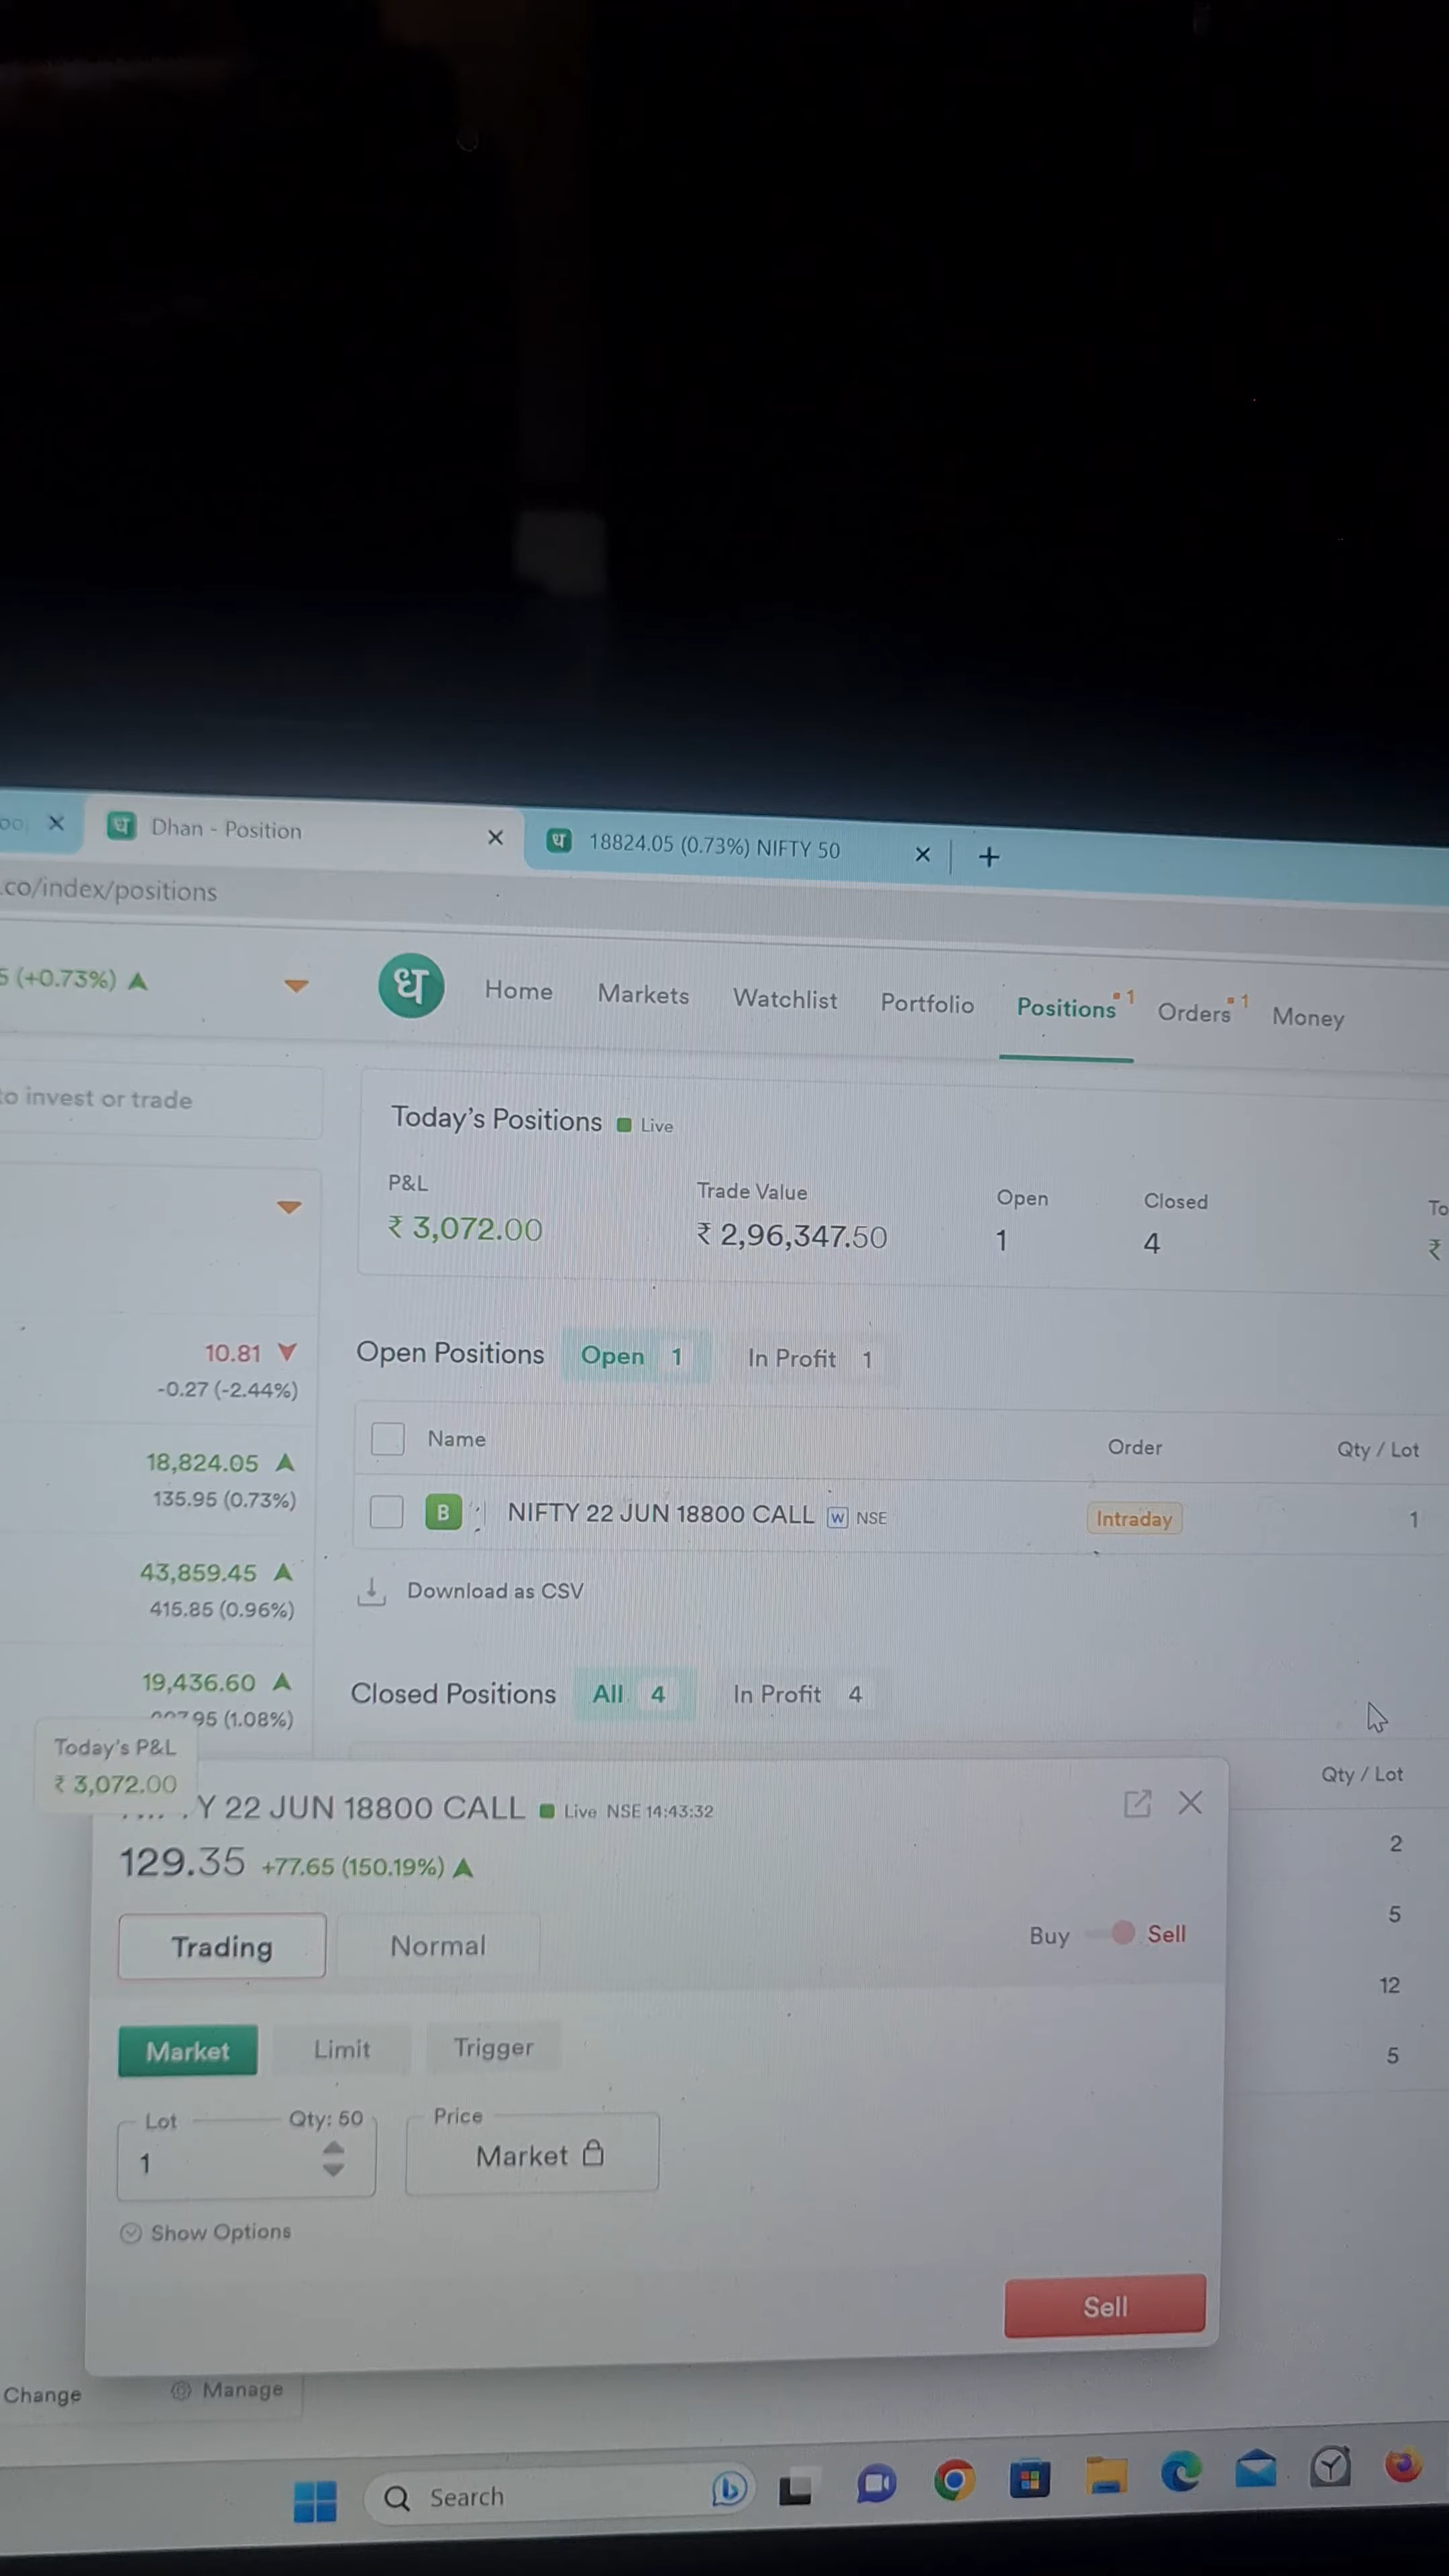 Dhan - Position
18824.05 (0.73%) NIFTY 50
.co/index/positions
5 (+0.73%)
ध
Home Markets Watchlist Portfolio Positions 1 Orders 1 Money
to invest or trade
Today's Positions Live
P&L Trade Value Open Closed To
₹ 3,072.00 ₹ 2,96,347.50 1 4 ₹
10.81
-0.27 (-2.44%)
18,824.05
135.95 (0.73%)
43,859.45
415.85 (0.96%)
19,436.60
95 (1.08%)
Open Positions Open 1 In Profit 1
Name Order Qty / Lot
B NIFTY 22 JUN 18800 CALL W NSE Intraday 1
Download as CSV
Closed Positions All 4 In Profit 4
Qty / Lot
2
5
12
5
Today's P&L
₹ 3,072.00
Y 22 JUN 18800 CALL Live NSE 14:43:32
129.35 +77.65 (150.19%)
Trading Normal Buy Sell
Market Limit Trigger
Lot Qty: 50 Price
1 Market
Show Options
Sell
Change Manage
Search